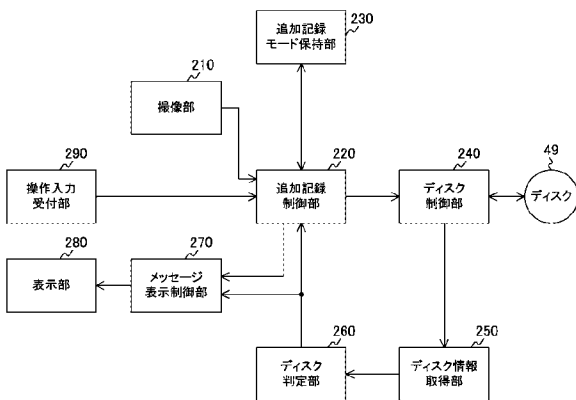 230
追加記録
モード保持部
210
撮像部
290
操作入力
受付部
220
追加記録
制御部
240
ディスク
制御部
49
ディスク
280
表示部
270
メッセージ
表示制御部
260
ディスク
判定部
250
ディスク情報
取得部